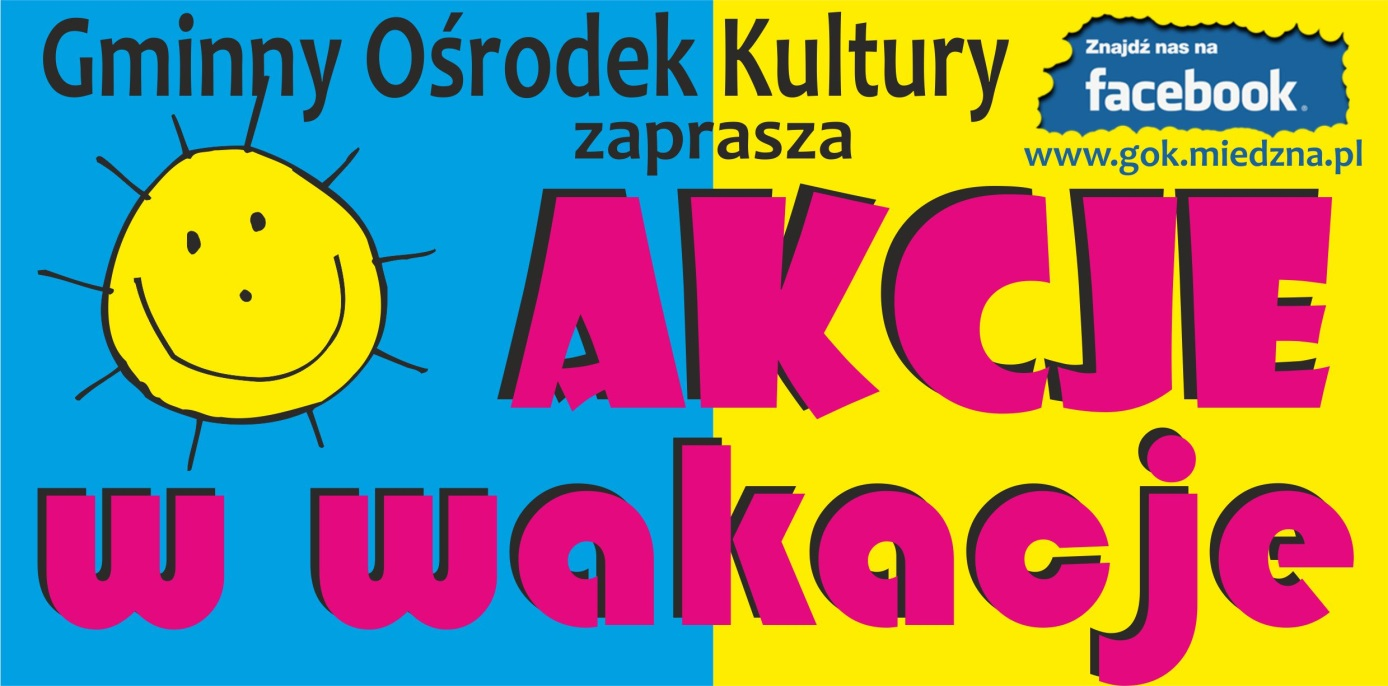 Gminny Ośrodek Kultury
zaprasza
Znajdź nas na
facebook
www.gok.miedzna.pl
AKCJE
w wakacje